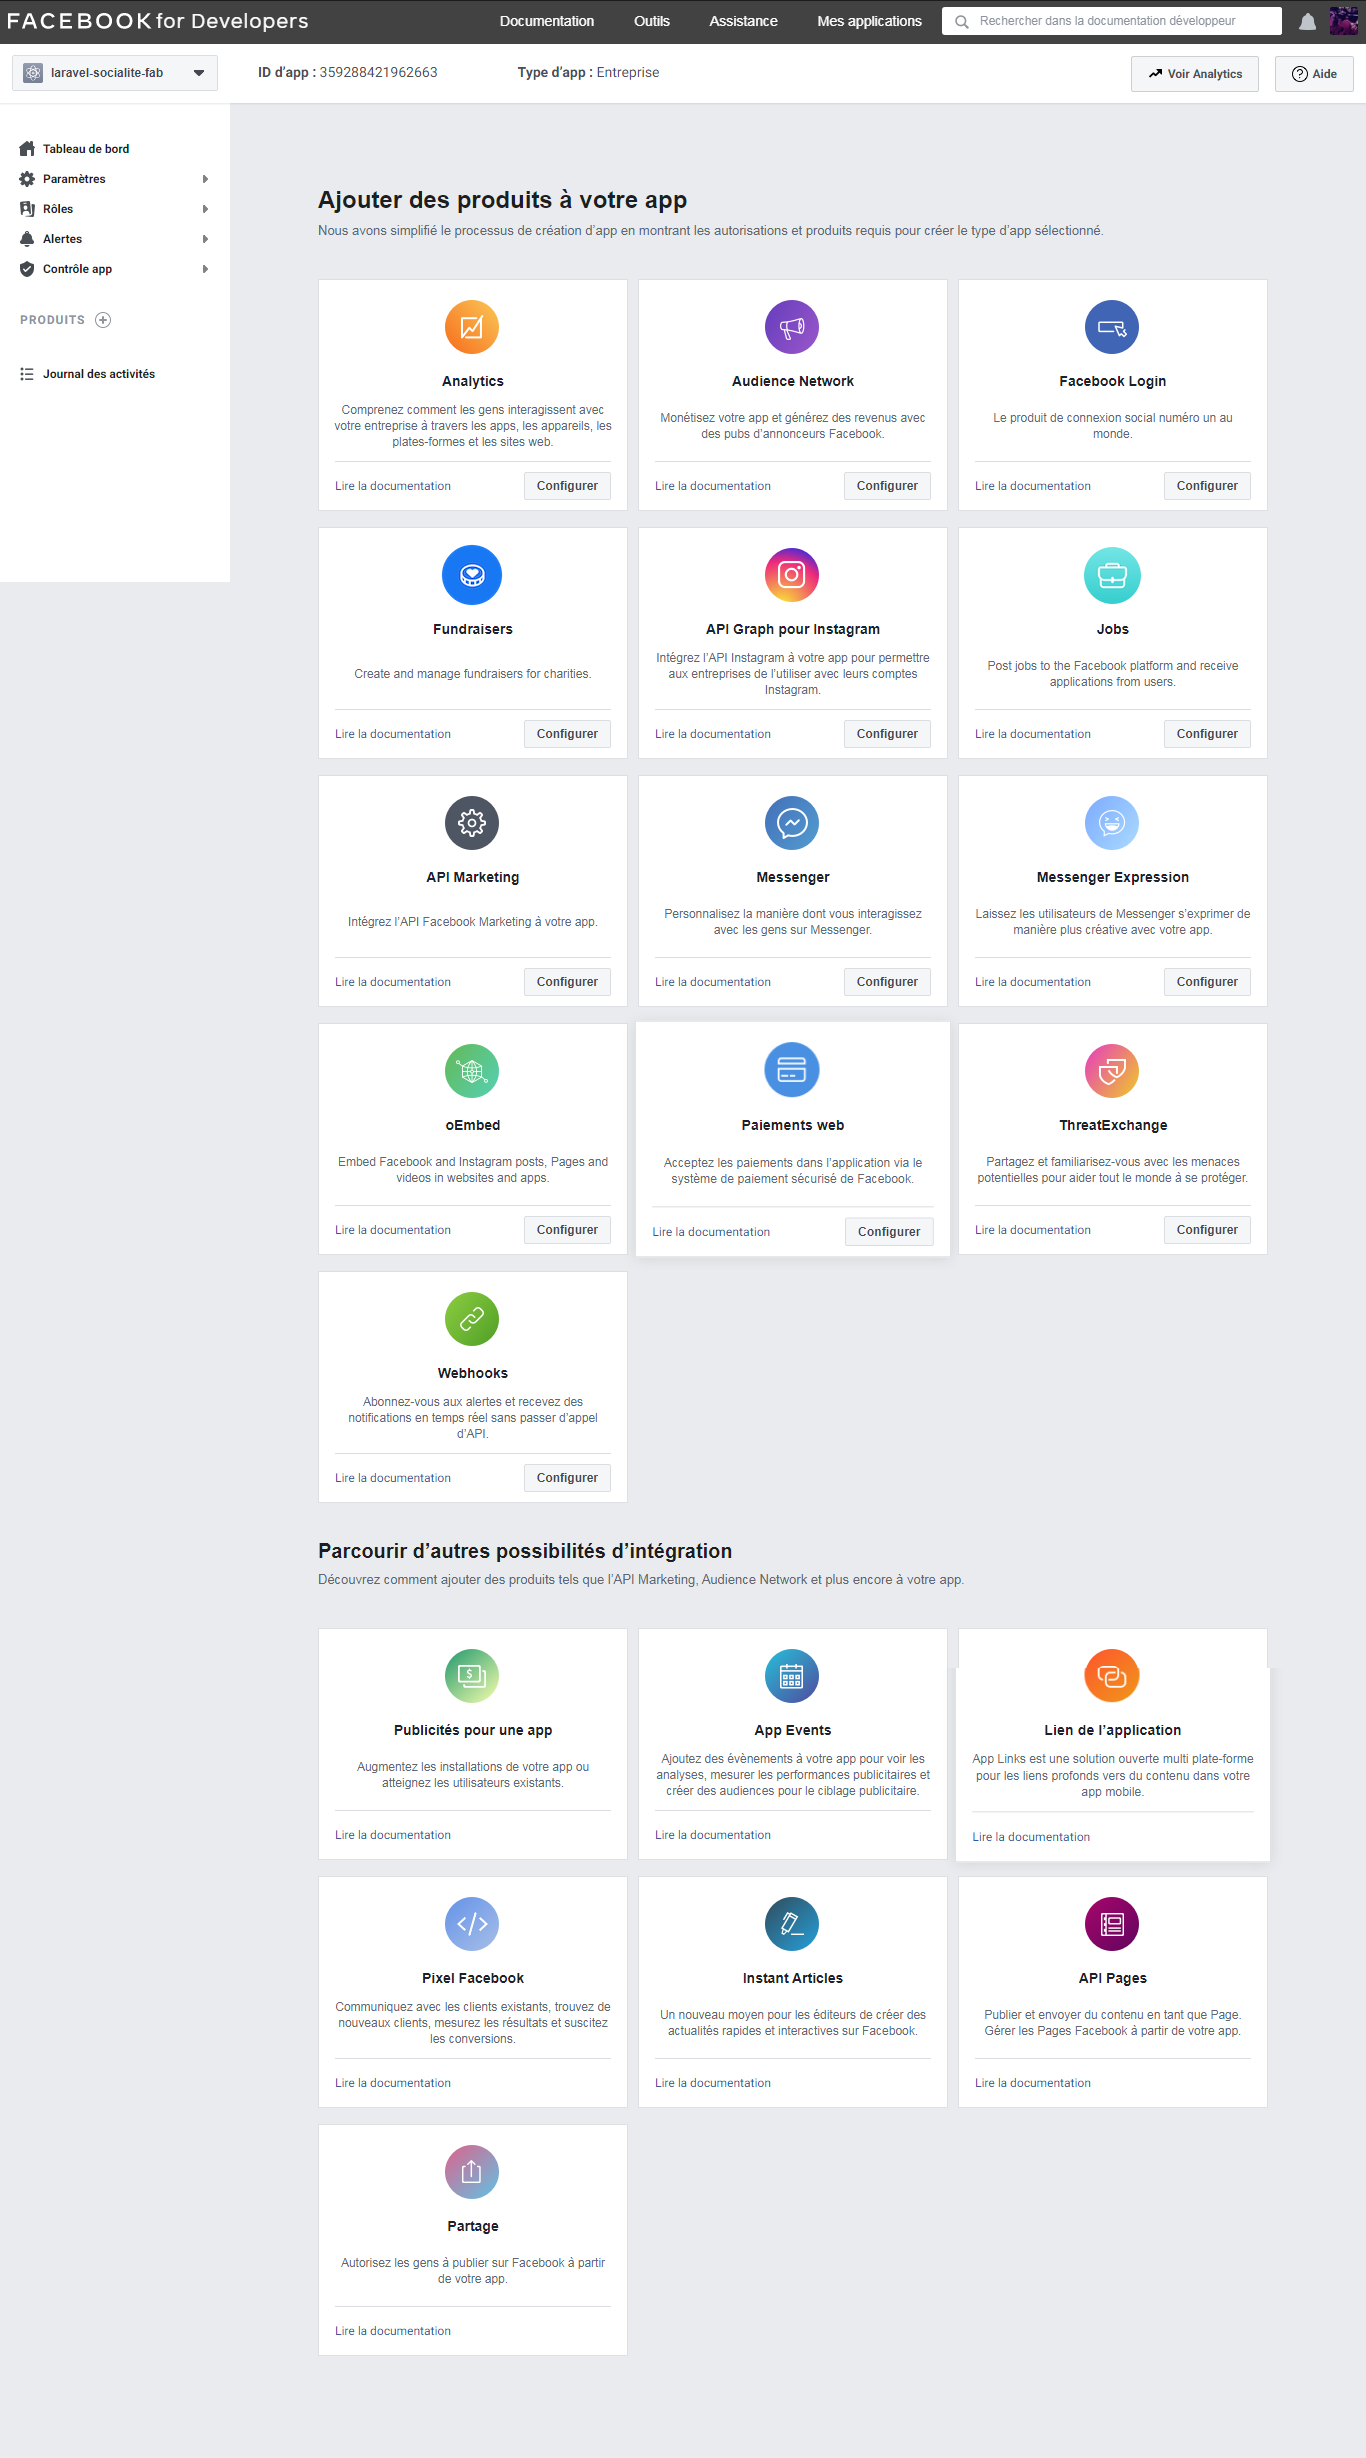 FACEBOOK for Developers
Documentation
Outils
Assistance
Mes applications
Rechercher dans la documentation développeur
laravel-socialite-fab
ID d’app : 359288421962663
Type d’app : Entreprise
Voir Analytics
Aide
Tableau de bord
Paramètres
Rôles
Alertes
Contrôle app
PRODUITS
Journal des activités
Ajouter des produits à votre app
Nous avons simplifié le processus de création d’app en montrant les autorisations et produits requis pour créer le type d’app sélectionné.
Analytics
Comprenez comment les gens interagissent avec
votre entreprise à travers les apps, les appareils, les
plates-formes et les sites web.
Lire la documentation
Configurer
Audience Network
Monétisez votre app et générez des revenus avec
des pubs d’annonceurs Facebook.
Lire la documentation
Configurer
Facebook Login
Le produit de connexion social numéro un au
monde.
Lire la documentation
Configurer
Fundraisers
Create and manage fundraisers for charities.
Lire la documentation
Configurer
API Graph pour Instagram
Intégrez l’API Instagram à votre app pour permettre
aux entreprises de l’utiliser avec leurs comptes
Instagram.
Lire la documentation
Configurer
Jobs
Post jobs to the Facebook platform and receive
applications from users.
Lire la documentation
Configurer
API Marketing
Intégrez l’API Facebook Marketing à votre app.
Lire la documentation
Configurer
Messenger
Personnalisez la manière dont vous interagissez
avec les gens sur Messenger.
Lire la documentation
Configurer
Messenger Expression
Laissez les utilisateurs de Messenger s’exprimer de
manière plus créative avec votre app.
Lire la documentation
Configurer
oEmbed
Embed Facebook and Instagram posts, Pages and
videos in websites and apps.
Lire la documentation
Configurer
Paiements web
Acceptez les paiements dans l’application via le
système de paiement sécurisé de Facebook.
Lire la documentation
Configurer
ThreatExchange
Partagez et familiarisez-vous avec les menaces
potentielles pour aider tout le monde à se protéger.
Lire la documentation
Configurer
Webhooks
Abonnez-vous aux alertes et recevez des
notifications en temps réel sans passer d’appel
d’API.
Lire la documentation
Configurer
Parcourir d’autres possibilités d’intégration
Découvrez comment ajouter des produits tels que l’API Marketing, Audience Network et plus encore à votre app.
Publicités pour une app
Augmentez les installations de votre app ou
atteignez les utilisateurs existants.
Lire la documentation
App Events
Ajoutez des évènements à votre app pour voir les
analyses, mesurer les performances publicitaires et
créer des audiences pour le ciblage publicitaire.
Lire la documentation
Lien de l’application
App Links est une solution ouverte multi plate-forme
pour les liens profonds vers du contenu dans votre
app mobile.
Lire la documentation
Pixel Facebook
Communiquez avec les clients existants, trouvez de
nouveaux clients, mesurez les résultats et suscitez
les conversions.
Lire la documentation
Instant Articles
Un nouveau moyen pour les éditeurs de créer des
actualités rapides et interactives sur Facebook.
Lire la documentation
API Pages
Publier et envoyer du contenu en tant que Page.
Gérer les Pages Facebook à partir de votre app.
Lire la documentation
Partage
Autorisez les gens à publier sur Facebook à partir
de votre app.
Lire la documentation